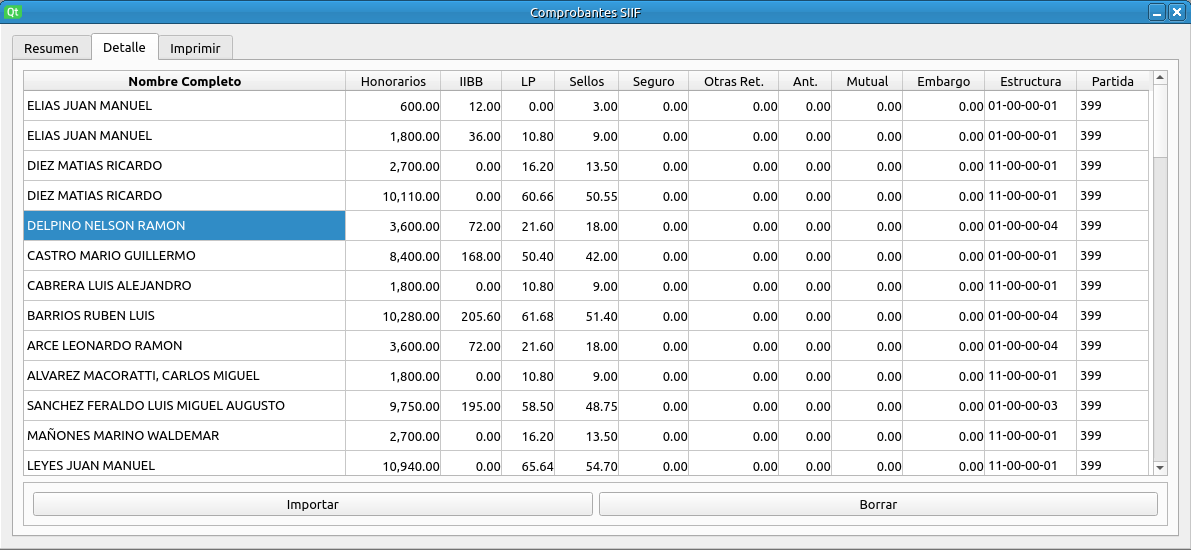 Qt Comprobantes SIIF
Resumen Detalle Imprimir
Nombre Completo Honorarios IIBB LP Sellos Seguro Otras Ret. Ant. Mutual Embargo Estructura Partida
ELIAS JUAN MANUEL 600.00 12.00 0.00 3.00 0.00 0.00 0.00 0.00 0.00 01-00-00-01 399
ELIAS JUAN MANUEL 1,800.00 36.00 10.80 9.00 0.00 0.00 0.00 0.00 0.00 01-00-00-01 399
DIEZ MATIAS RICARDO 2,700.00 0.00 16.20 13.50 0.00 0.00 0.00 0.00 0.00 11-00-00-01 399
DIEZ MATIAS RICARDO 10,110.00 0.00 60.66 50.55 0.00 0.00 0.00 0.00 0.00 11-00-00-01 399
DELPINO NELSON RAMON 3,600.00 72.00 21.60 18.00 0.00 0.00 0.00 0.00 0.00 01-00-00-04 399
CASTRO MARIO GUILLERMO 8,400.00 168.00 50.40 42.00 0.00 0.00 0.00 0.00 0.00 01-00-00-01 399
CABRERA LUIS ALEJANDRO 1,800.00 0.00 10.80 9.00 0.00 0.00 0.00 0.00 0.00 11-00-00-01 399
BARRIOS RUBEN LUIS 10,280.00 205.60 61.68 51.40 0.00 0.00 0.00 0.00 0.00 01-00-00-04 399
ARCE LEONARDO RAMON 3,600.00 72.00 21.60 18.00 0.00 0.00 0.00 0.00 0.00 01-00-00-04 399
ALVAREZ MACORATTI, CARLOS MIGUEL 1,800.00 0.00 10.80 9.00 0.00 0.00 0.00 0.00 0.00 11-00-00-01 399
SANCHEZ FERALDO LUIS MIGUEL AUGUSTO 9,750.00 195.00 58.50 48.75 0.00 0.00 0.00 0.00 0.00 01-00-00-03 399
MAÑONES MARINO WALDEMAR 2,700.00 0.00 16.20 13.50 0.00 0.00 0.00 0.00 0.00 11-00-00-01 399
LEYES JUAN MANUEL 10,940.00 0.00 65.64 54.70 0.00 0.00 0.00 0.00 0.00 11-00-00-01 399
Importar Borrar